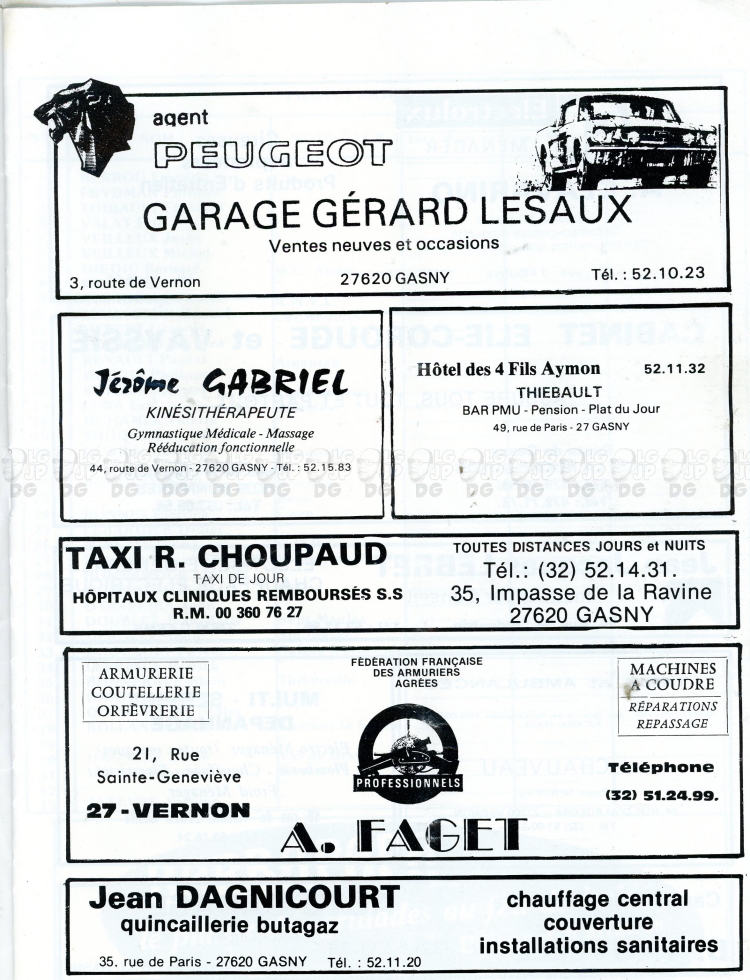 agent
PEUGEOT
GARAGE GÉRARD LESAUX
Ventes neuves et occasions
3, route de Vernon 27620 GASNY Tél. : 52.10.23
Jérôme GABRIEL
KINÉSITHÉRAPEUTE
Gymnastique Médicale - Massage
Rééducation fonctionnelle
44, route de Vernon - 27620 GASNY - Tél. : 52.15.83
Hôtel des 4 Fils Aymon 52.11.32
THIEBAULT
BAR PMU - Pension - Plat du Jour
49, rue de Paris - 27 GASNY
TAXI R. CHOUPAUD
TAXI DE JOUR
HÔPITAUX CLINIQUES REMBOURSÉS S.S
R.M. 00 360 76 27
TOUTES DISTANCES JOURS et NUITS
Tél.: (32) 52.14.31
35, Impasse de la Ravine
27620 GASNY
ARMURERIE
COUTELLERIE
ORFÈVRERIE
21, Rue
Sainte-Geneviève
27-VERNON
FÉDÉRATION FRANÇAISE
DES ARMURIERS
AGRÉES
PROFESSIONNELS
MACHINES
A COUDRE
RÉPARATIONS
REPASSAGE
Téléphone
(32) 51.24.99.
A. FAGET
Jean DAGNICOURT
quincaillerie butagaz
35. rue de Paris - 27620 GASNY Tél. : 52.11.20
chauffage central
couverture
installations sanitaires